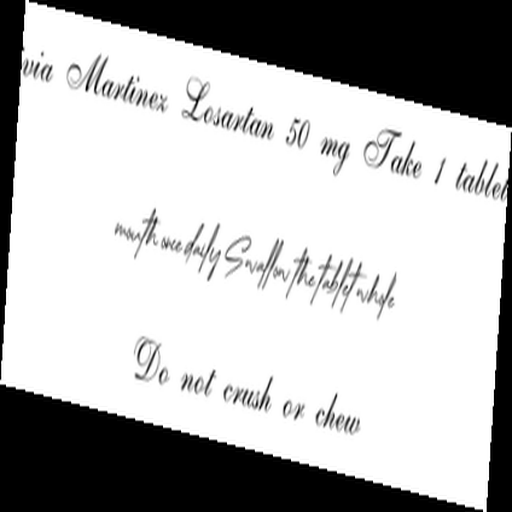 Martinez Losartan 50 mg Take 1 tablet
mouth once daily Swallow the tablet whole
Do not crush or chew